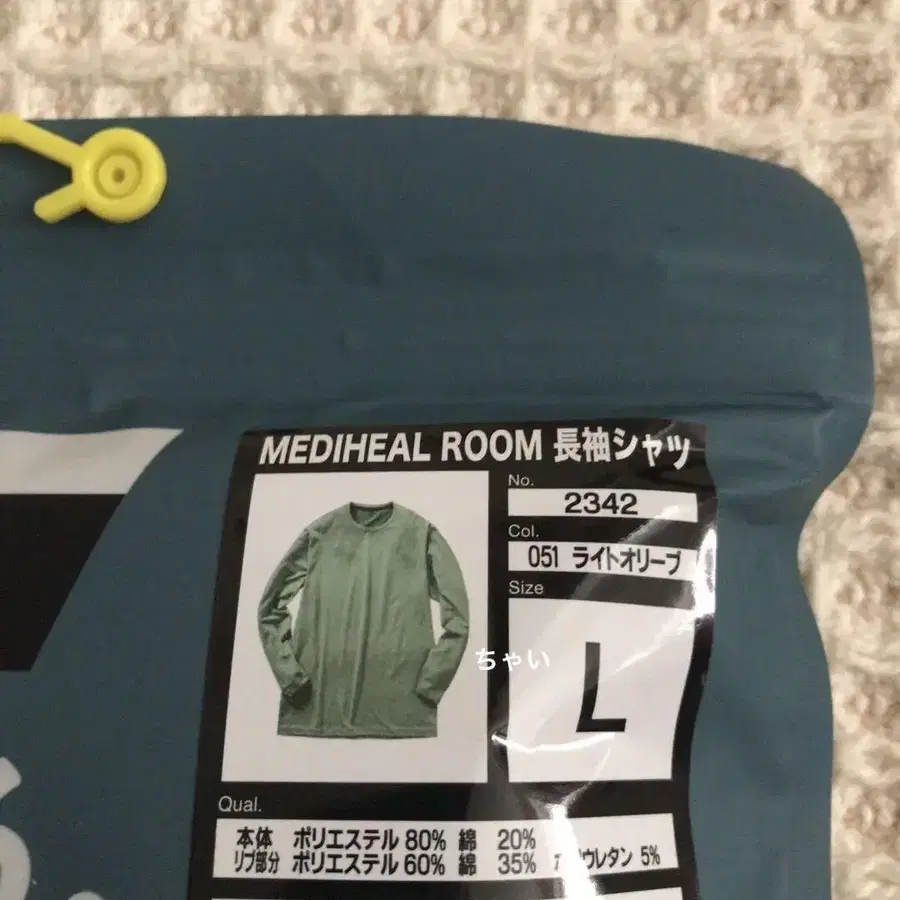 MEDIHEAL ROOM 長袖シャツ
No.
2342
Col.
051 ライトオリーブ
Size
L
ちゃい
Qual.
本体 ポリエステル 80% 綿 20%
リブ部分 ポリエステル 60% 綿 35% ポリウレタン 5%